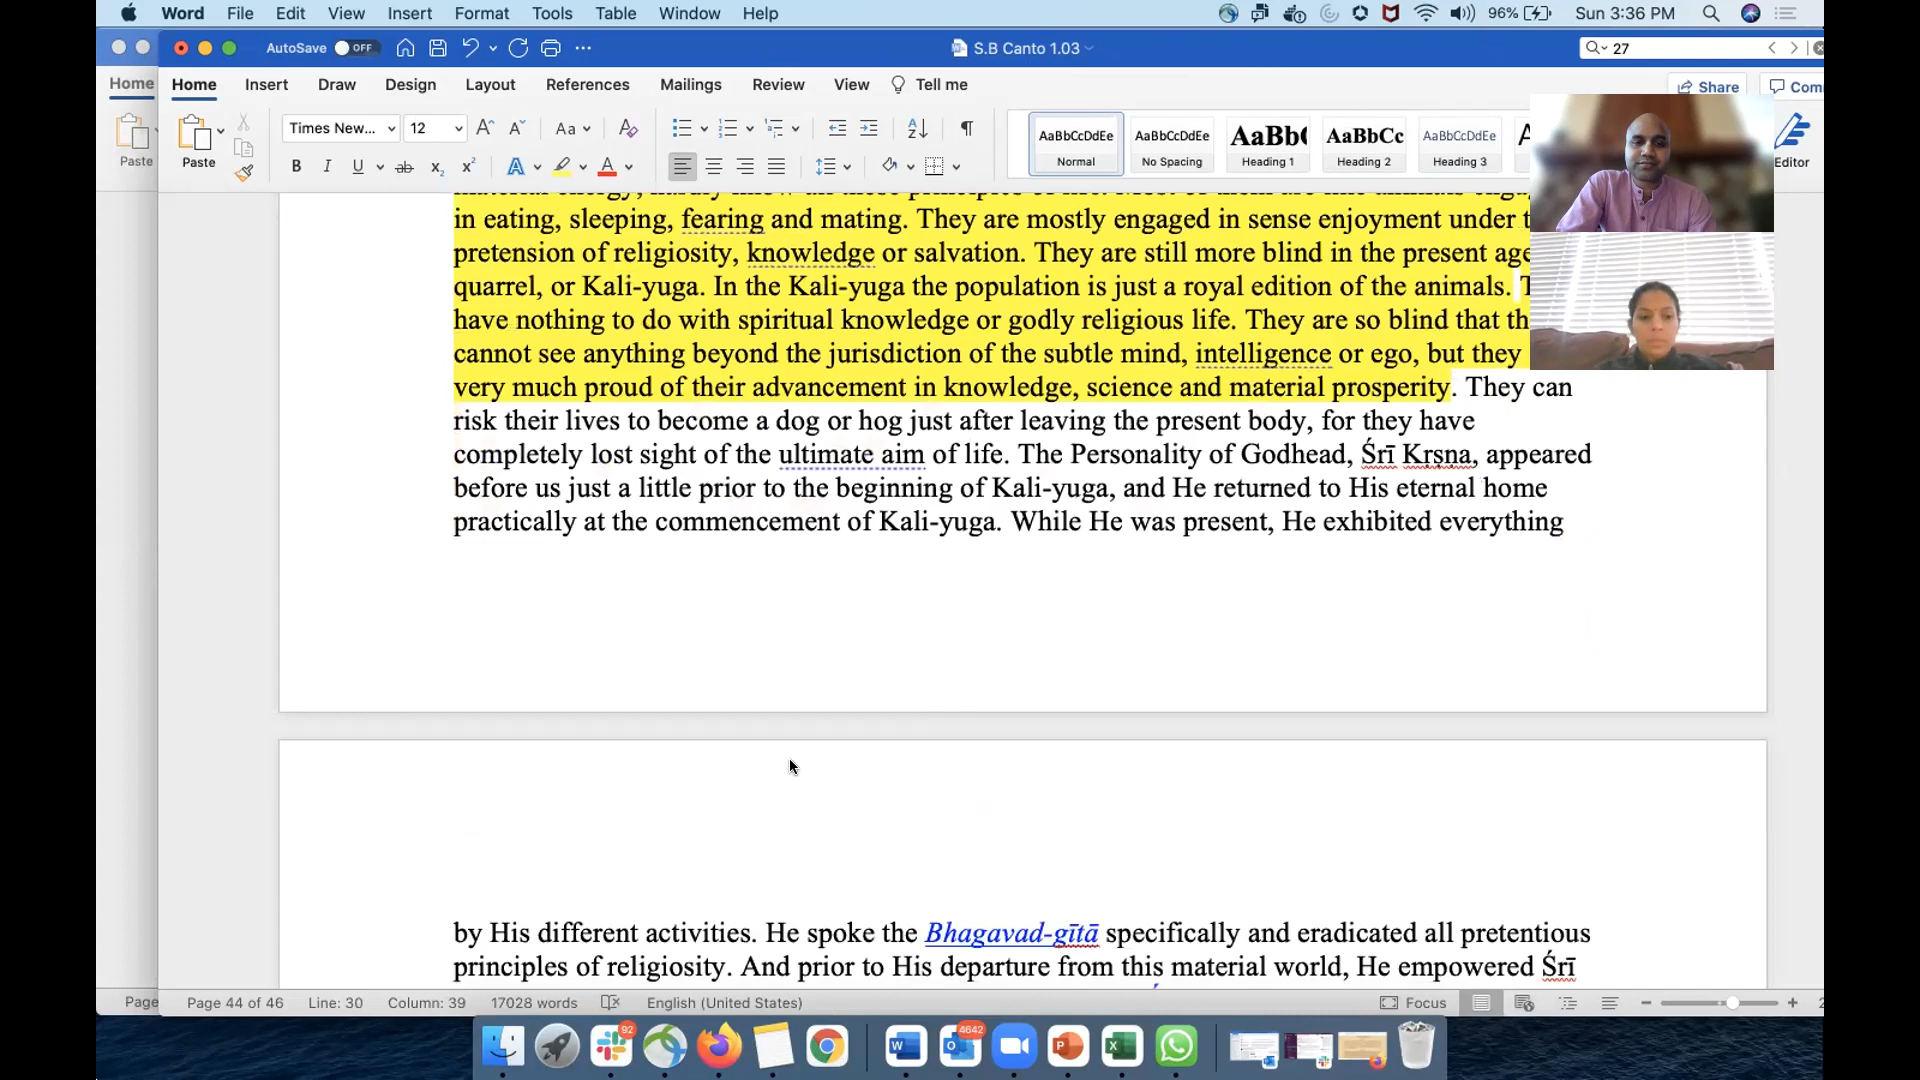 Word File Edit View Insert Format Tools Table Window Help 96% Sun 3:36 PM
AutoSave OFF S.B Canto 1.03 27
Home Home Insert Draw Design Layout References Mailings Review View Tell me Share Com
Paste Paste Times New... 12 Aa AaBbCcDdEe AaBbCcDdEe AaBb( AaBbCc AaBbCcDdEe
Normal No Spacing Heading 1 Heading 2 Heading 3 Editor
in eating, sleeping, fearing and mating. They are mostly engaged in sense enjoyment under
pretension of religiosity, knowledge or salvation. They are still more blind in the present age
quarrel, or Kali-yuga. In the Kali-yuga the population is just a royal edition of the animals.
have nothing to do with spiritual knowledge or godly religious life. They are so blind that
cannot see anything beyond the jurisdiction of the subtle mind, intelligence or ego, but they
very much proud of their advancement in knowledge, science and material prosperity. They can
risk their lives to become a dog or hog just after leaving the present body, for they have
completely lost sight of the ultimate aim of life. The Personality of Godhead, Śrī Kṛṣṇa, appeared
before us just a little prior to the beginning of Kali-yuga, and He returned to His eternal home
practically at the commencement of Kali-yuga. While He was present, He exhibited everything
by His different activities. He spoke the Bhagavad-gītā specifically and eradicated all pretentious
principles of religiosity. And prior to His departure from this material world, He empowered Śrī
Page Page 44 of 46 Line: 30 Column: 39 17028 words English (United States) Focus
92 4642